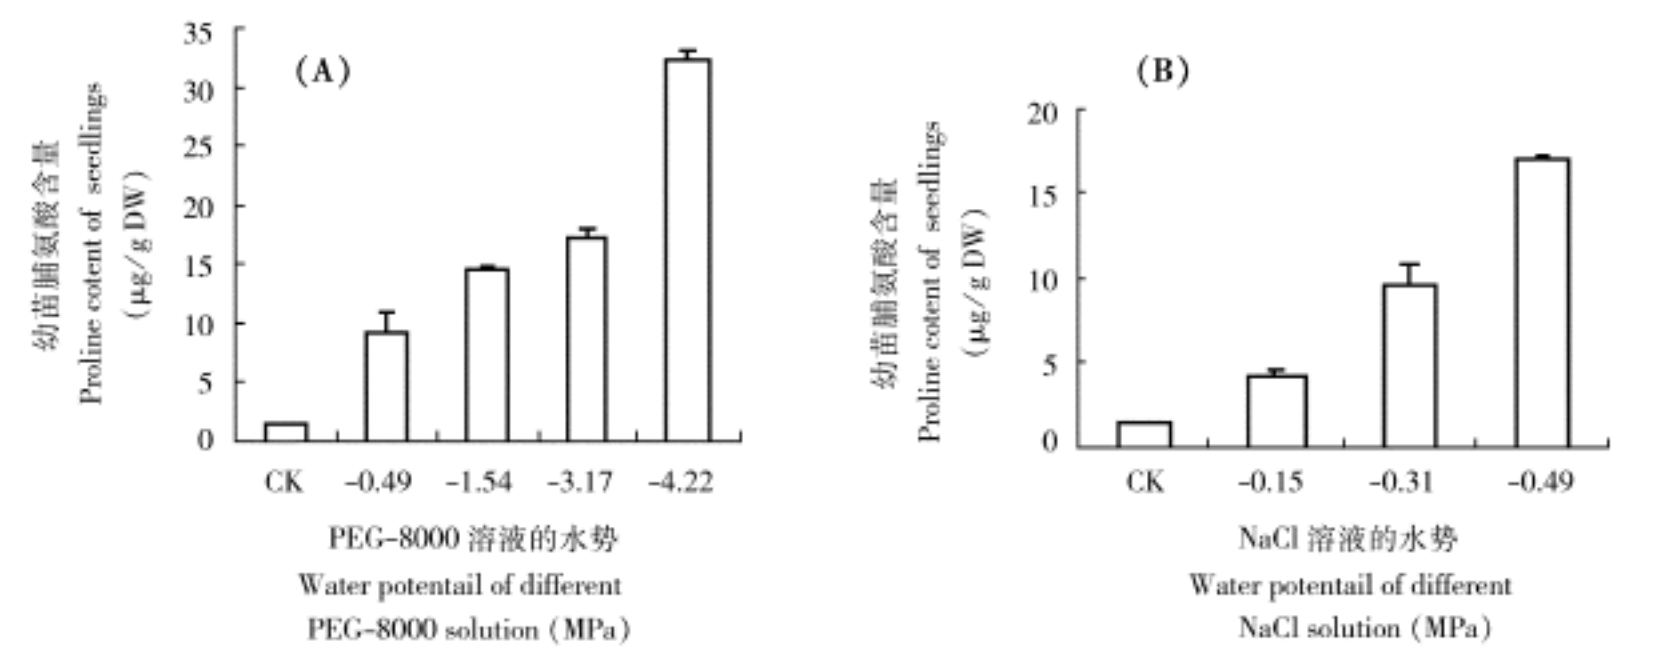 (A)
35
30
25
20
15
10
5
0
幼苗脯氨酸含量
Proline cotent of seedlings
(μg/g DW)
CK -0.49 -1.54 -3.17 -4.22
PEG-8000 溶液的水势
Water potentail of different
PEG-8000 solution (MPa)
(B)
20
15
10
5
0
幼苗脯氨酸含量
Proline cotent of seedlings
(μg/g DW)
CK -0.15 -0.31 -0.49
NaCl 溶液的水势
Water potentail of different
NaCl solution (MPa)